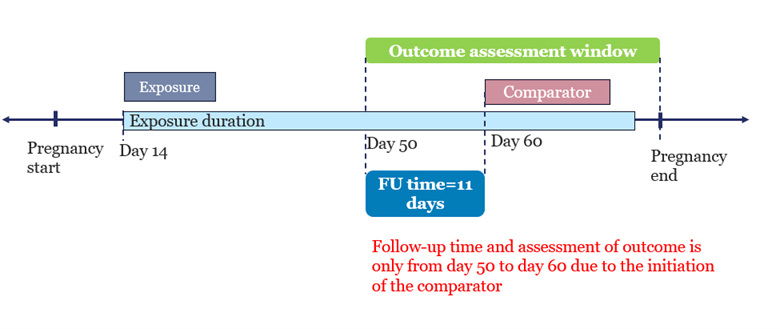 Outcome assessment window
Exposure
Comparator
Exposure duration
Pregnancy
start
Day 14
Day 50
Day 60
Pregnancy
end
FU time=11
days
Follow-up time and assessment of outcome is
only from day 50 to day 60 due to the initiation
of the comparator